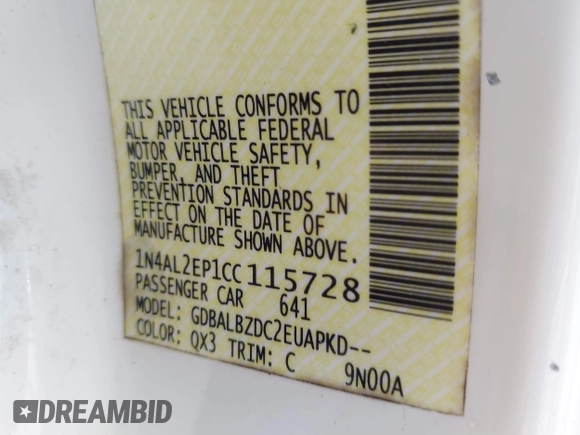 THIS VEHICLE CONFORMS TO
ALL APPLICABLE FEDERAL
MOTOR VEHICLE SAFETY,
BUMPER, AND THEFT
PREVENTION STANDARDS IN
EFFECT ON THE DATE OF
MANUFACTURE SHOWN ABOVE.
1N4AL2EP1CC115728
PASSENGER CAR 641
MODEL: GDBALBZDC2EUAPKD--
COLOR: QX3 TRIM: C 9N00A
DREAMBID